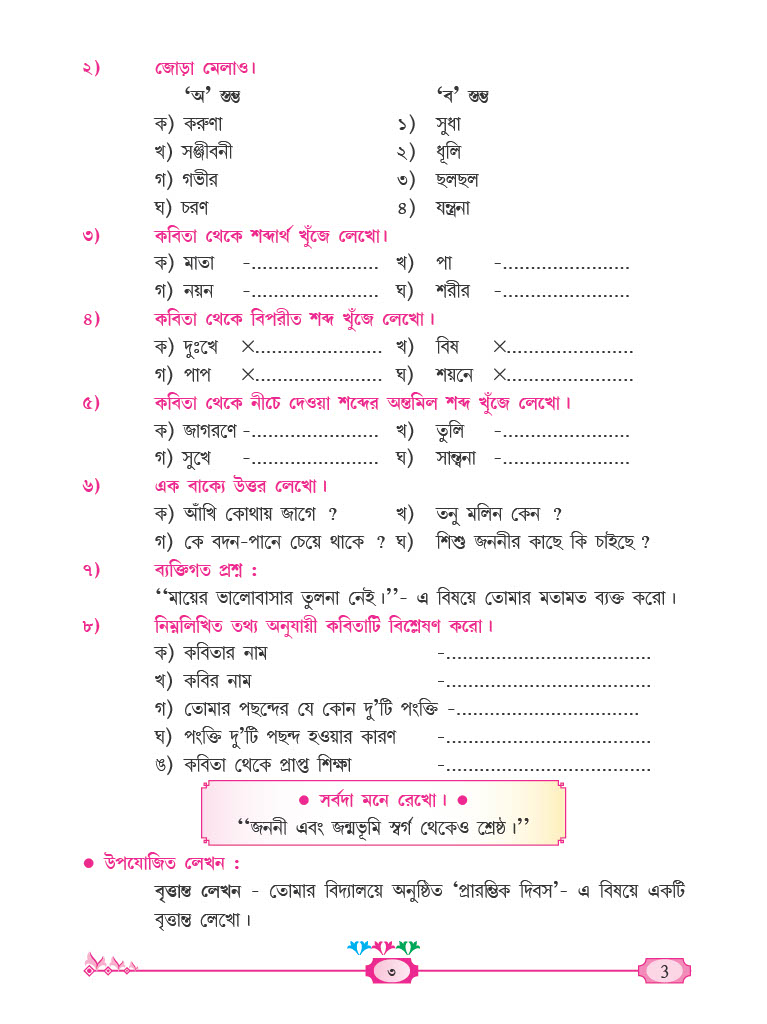 ২) জোড়া মেলাও।
‘অ’ স্তম্ভ ‘ব’ স্তম্ভ
ক) করুণা ১) সুধা
খ) সঞ্জীবনী ২) ধূলি
গ) গভীর ৩) ছলছল
ঘ) চরণ ৪) যন্ত্রনা
৩) কবিতা থেকে শব্দার্থ খুঁজে লেখো।
ক) মাতা -....................... খ) পা -.......................
গ) নয়ন -....................... ঘ) শরীর -.......................
৪) কবিতা থেকে বিপরীত শব্দ খুঁজে লেখো।
ক) দুঃখে ×....................... খ) বিষ ×.......................
গ) পাপ ×....................... ঘ) শয়নে ×.......................
৫) কবিতা থেকে নীচে দেওয়া শব্দের অন্তমিল শব্দ খুঁজে লেখো।
ক) জাগরণে -....................... খ) তুলি -.......................
গ) সুখে -....................... ঘ) সান্ত্বনা -.......................
৬) এক বাক্যে উত্তর লেখো।
ক) আঁখি কোথায় জাগে ? খ) তনু মলিন কেন ?
গ) কে বদন-পানে চেয়ে থাকে ? ঘ) শিশু জননীর কাছে কি চাইছে ?
৭) ব্যক্তিগত প্রশ্ন :
‘‘মায়ের ভালোবাসার তুলনা নেই।’’- এ বিষয়ে তোমার মতামত ব্যক্ত করো।
৮) নিম্নলিখিত তথ্য অনুযায়ী কবিতাটি বিশ্লেষণ করো।
ক) কবিতার নাম -.....................................
খ) কবির নাম -.....................................
গ) তোমার পছন্দের যে কোন দু’টি পংক্তি -.................................
ঘ) পংক্তি দু’টি পছন্দ হওয়ার কারণ -.....................................
ঙ) কবিতা থেকে প্রাপ্ত শিক্ষা -.....................................
● সর্বদা মনে রেখো। ●
‘‘জননী এবং জন্মভূমি স্বর্গ থেকেও শ্রেষ্ঠ।’’
● উপযোজিত লেখন :
বৃত্তান্ত লেখন - তোমার বিদ্যালয়ে অনুষ্ঠিত ‘প্রারম্ভিক দিবস’- এ বিষয়ে একটি
বৃত্তান্ত লেখো।
৩ 3